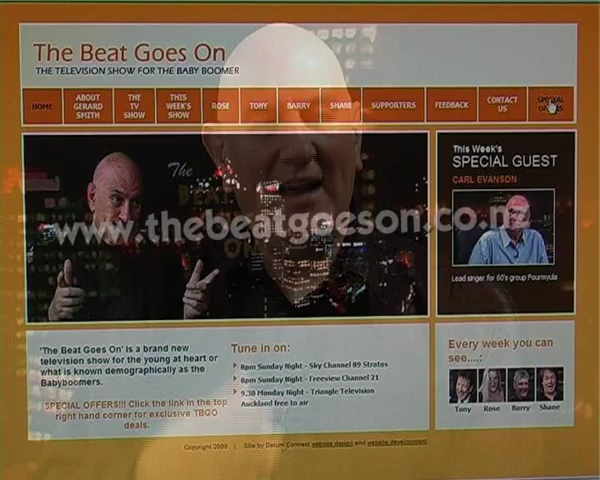 The Beat Goes On
THE TELEVISION SHOW FOR THE BABY BOOMER
HOME
ABOUT GERARD SMITH
THE TV SHOW
THIS WEEK'S SHOW
ROSE
TONY
BARRY
SHANE
SUPPORTERS
FEEDBACK
CONTACT US
SPECIAL
The BEAT
ON
www.thebeatgoeson.co.n
This Week's
SPECIAL GUEST
CARL EVANSON
Lead singer for 60's group Fourmyula
'The Beat Goes On' is a brand new
television show for the young at heart or
what is known demographically as the
Babyboomers.
SPECIAL OFFERS!!! Click the link in the top
right hand corner for exclusive TBGO
deals.
Tune in on:
8pm Sunday Night - Sky Channel 89 Stratos
8pm Sunday Night - Freeview Channel 21
9.30 Monday Night - Triangle Television
Auckland free to air
Every week you can
see....:
Tony Rose Barry Shane
Copyright 2008 | Site by Datum Connect website design and website development